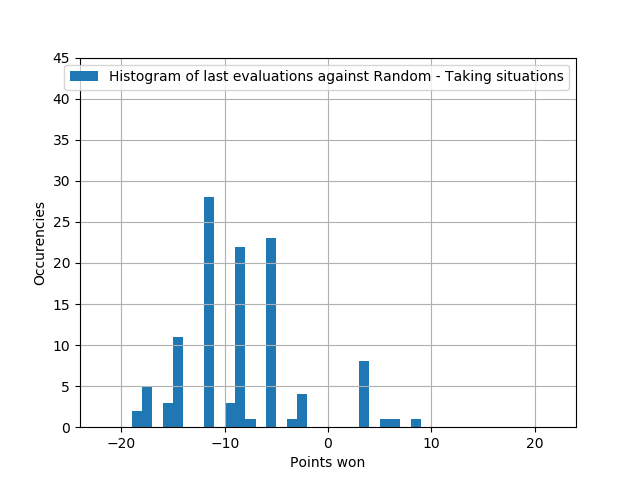 Histogram of last evaluations against Random - Taking situations
45
40
35
30
25
20
15
10
5
0
Occurencies
−20 −10 0 10 20
Points won